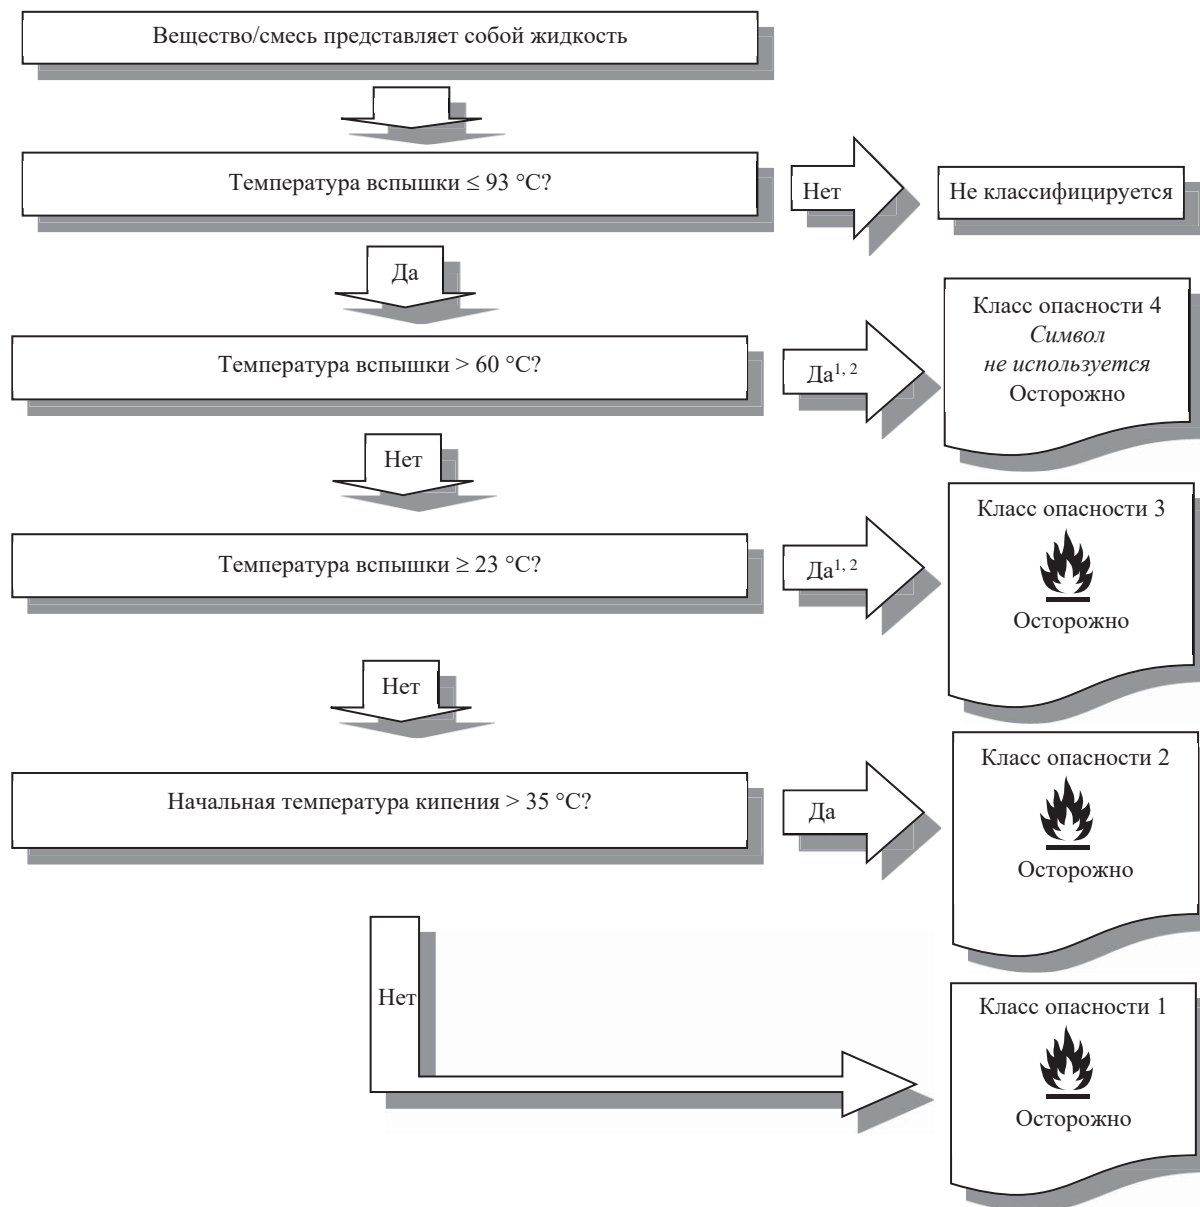 Вещество/смесь представляет собой жидкость
Температура вспышки ≤ 93 °C?
Нет
Не классифицируется
Да
Температура вспышки > 60 °C?
Да1, 2
Класс опасности 4
Символ
не используется
Осторожно
Нет
Температура вспышки ≥ 23 °C?
Да1, 2
Класс опасности 3
Осторожно
Нет
Начальная температура кипения > 35 °C?
Да
Класс опасности 2
Осторожно
Нет
Класс опасности 1
Осторожно